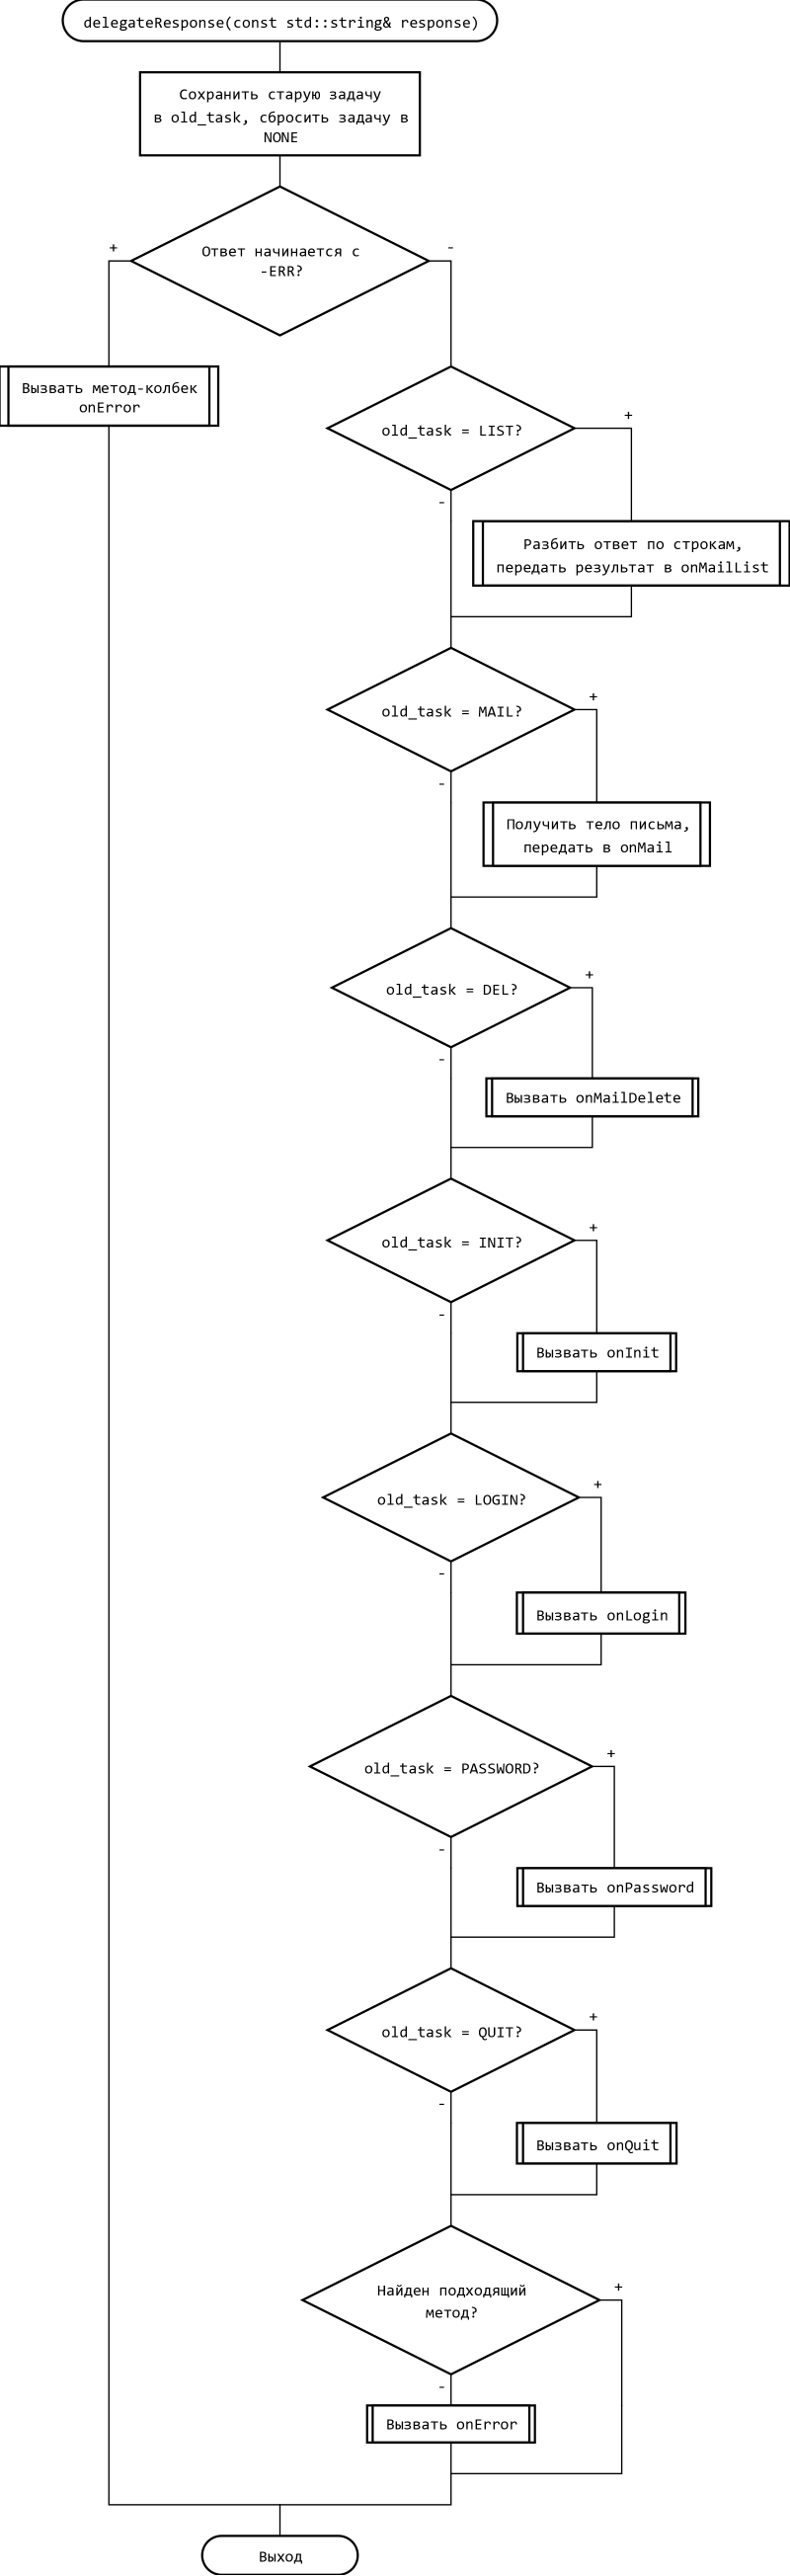 delegateResponse(const std::string& response)
Сохранить старую задачу
в old_task, сбросить задачу в
NONE
Ответ начинается с
-ERR?
+
-
Вызвать метод-колбек
onError
old_task = LIST?
+
-
Разбить ответ по строкам,
передать результат в onMailList
old_task = MAIL?
+
-
Получить тело письма,
передать в onMail
old_task = DEL?
+
-
Вызвать onMailDelete
old_task = INIT?
+
-
Вызвать onInit
old_task = LOGIN?
+
-
Вызвать onLogin
old_task = PASSWORD?
+
-
Вызвать onPassword
old_task = QUIT?
+
-
Вызвать onQuit
Найден подходящий
метод?
+
-
Вызвать onError
Выход